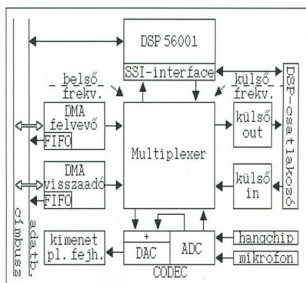 DSP 56001
SSI-interface
belső
frekv.
külső
frekv.
DMA
felvevő
FIFO
Multiplexer
külső
out
DSP-csatlakozó
DMA
visszaadó
FIFO
külső
in
címbusz
adatb.
kimenet
pl. fejh.
+
DAC
ADC
CODEC
hangchip
mikrofon